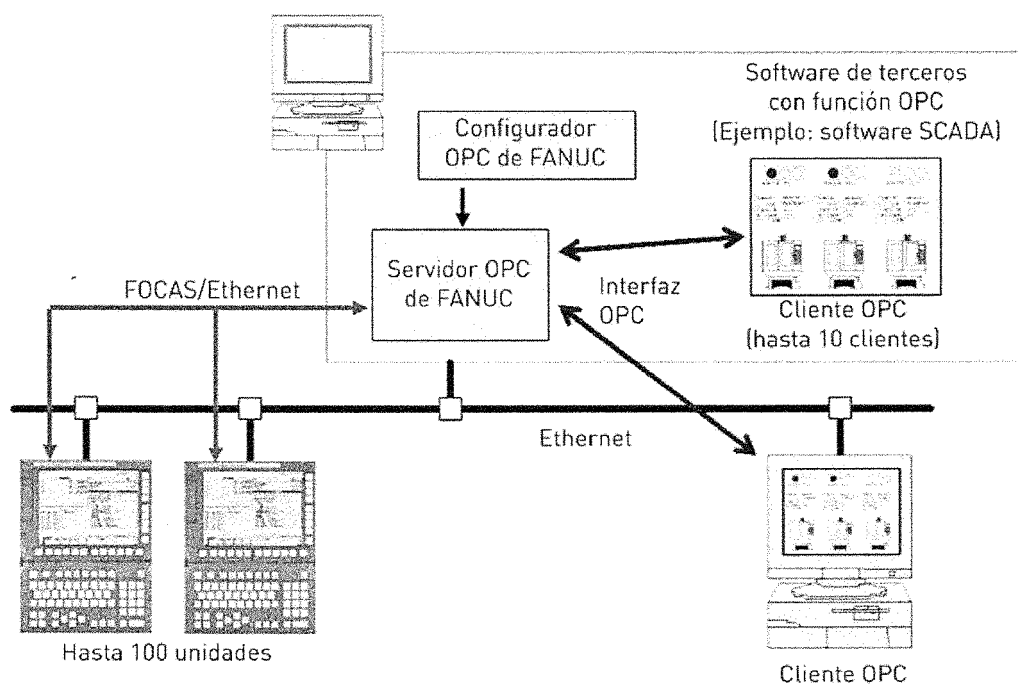 Software de terceros
con función OPC
(Ejemplo: software SCADA)
Configurador
OPC de FANUC
Servidor OPC
de FANUC
FOCAS/Ethernet
Interfaz
OPC
Cliente OPC
(hasta 10 clientes)
Ethernet
Hasta 100 unidades
Cliente OPC